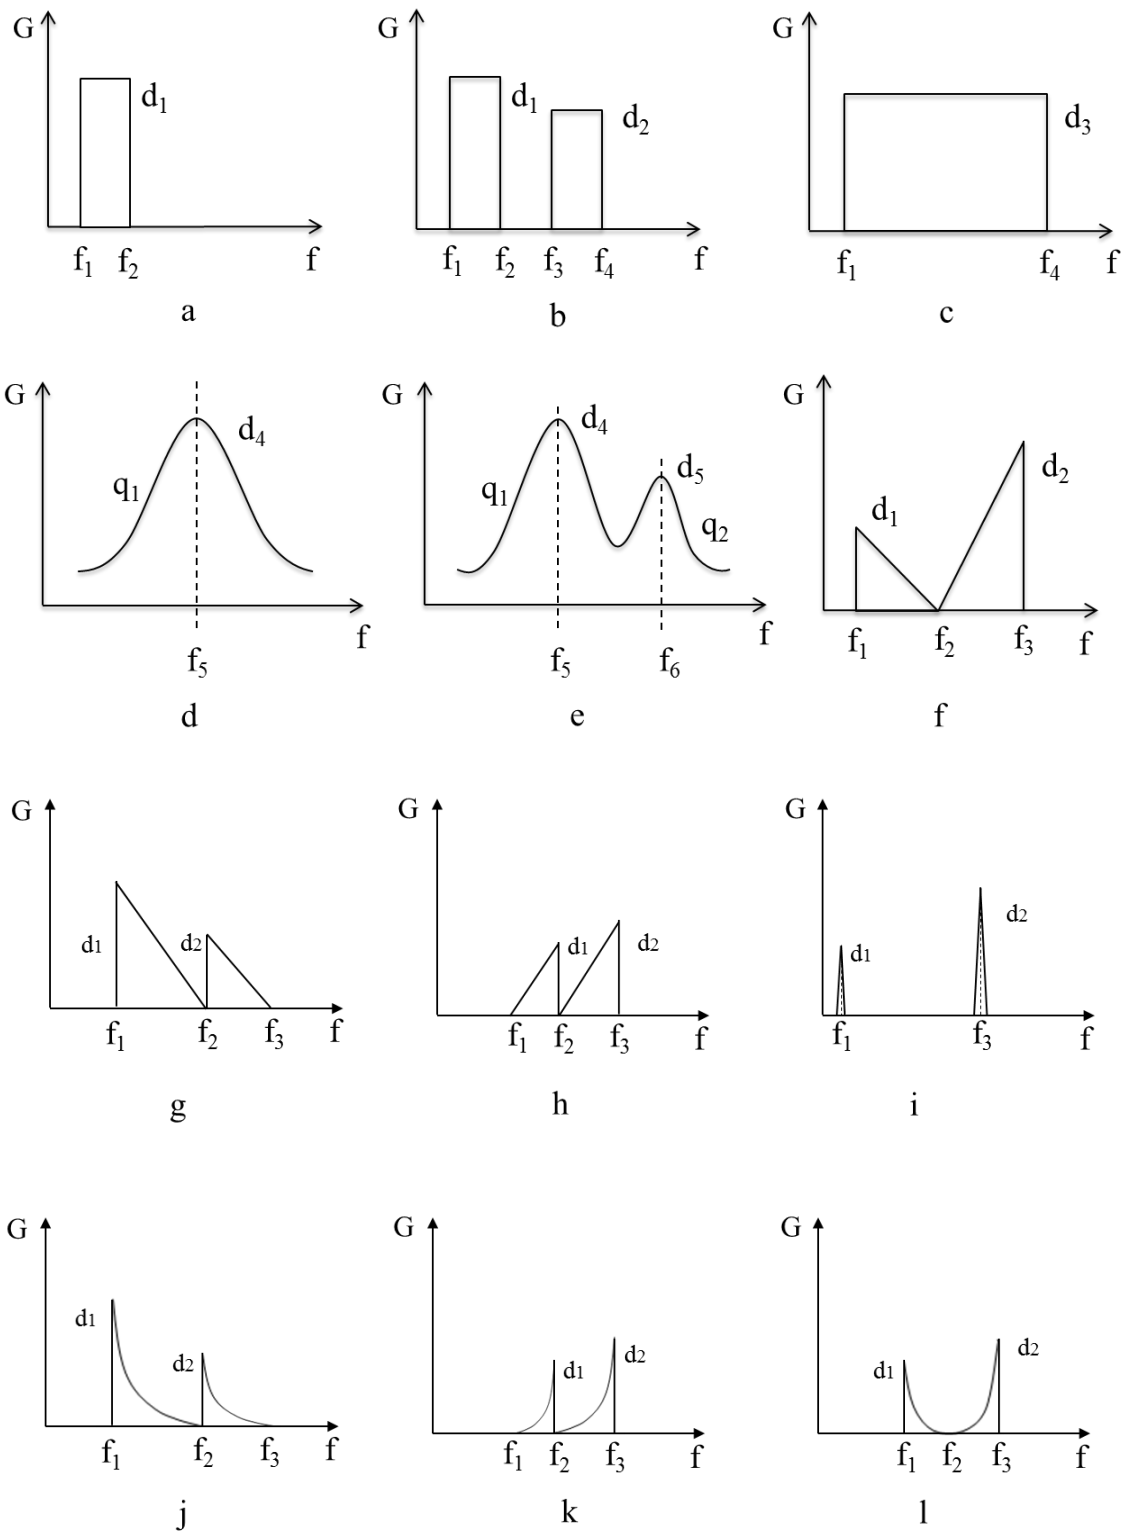 G G G
d₁ d₁ d₂ d₃
f₁ f₂ f f₁ f₂ f₃ f₄ f f₁ f₄ f
a b c
G G G
q₁ d₄ q₁ d₄ d₅ q₂ d₁ d₂
f₅ f f₅ f₆ f f₁ f₂ f₃ f
d e f
G G G
d1 d2 d1 d2 d1 d2
f₁ f₂ f₃ f f₁ f₂ f₃ f f₁ f₃ f
g h i
G G G
d1 d2 d1 d2 d1 d2
f₁ f₂ f₃ f f₁ f₂ f₃ f f₁ f₂ f₃ f
j k l